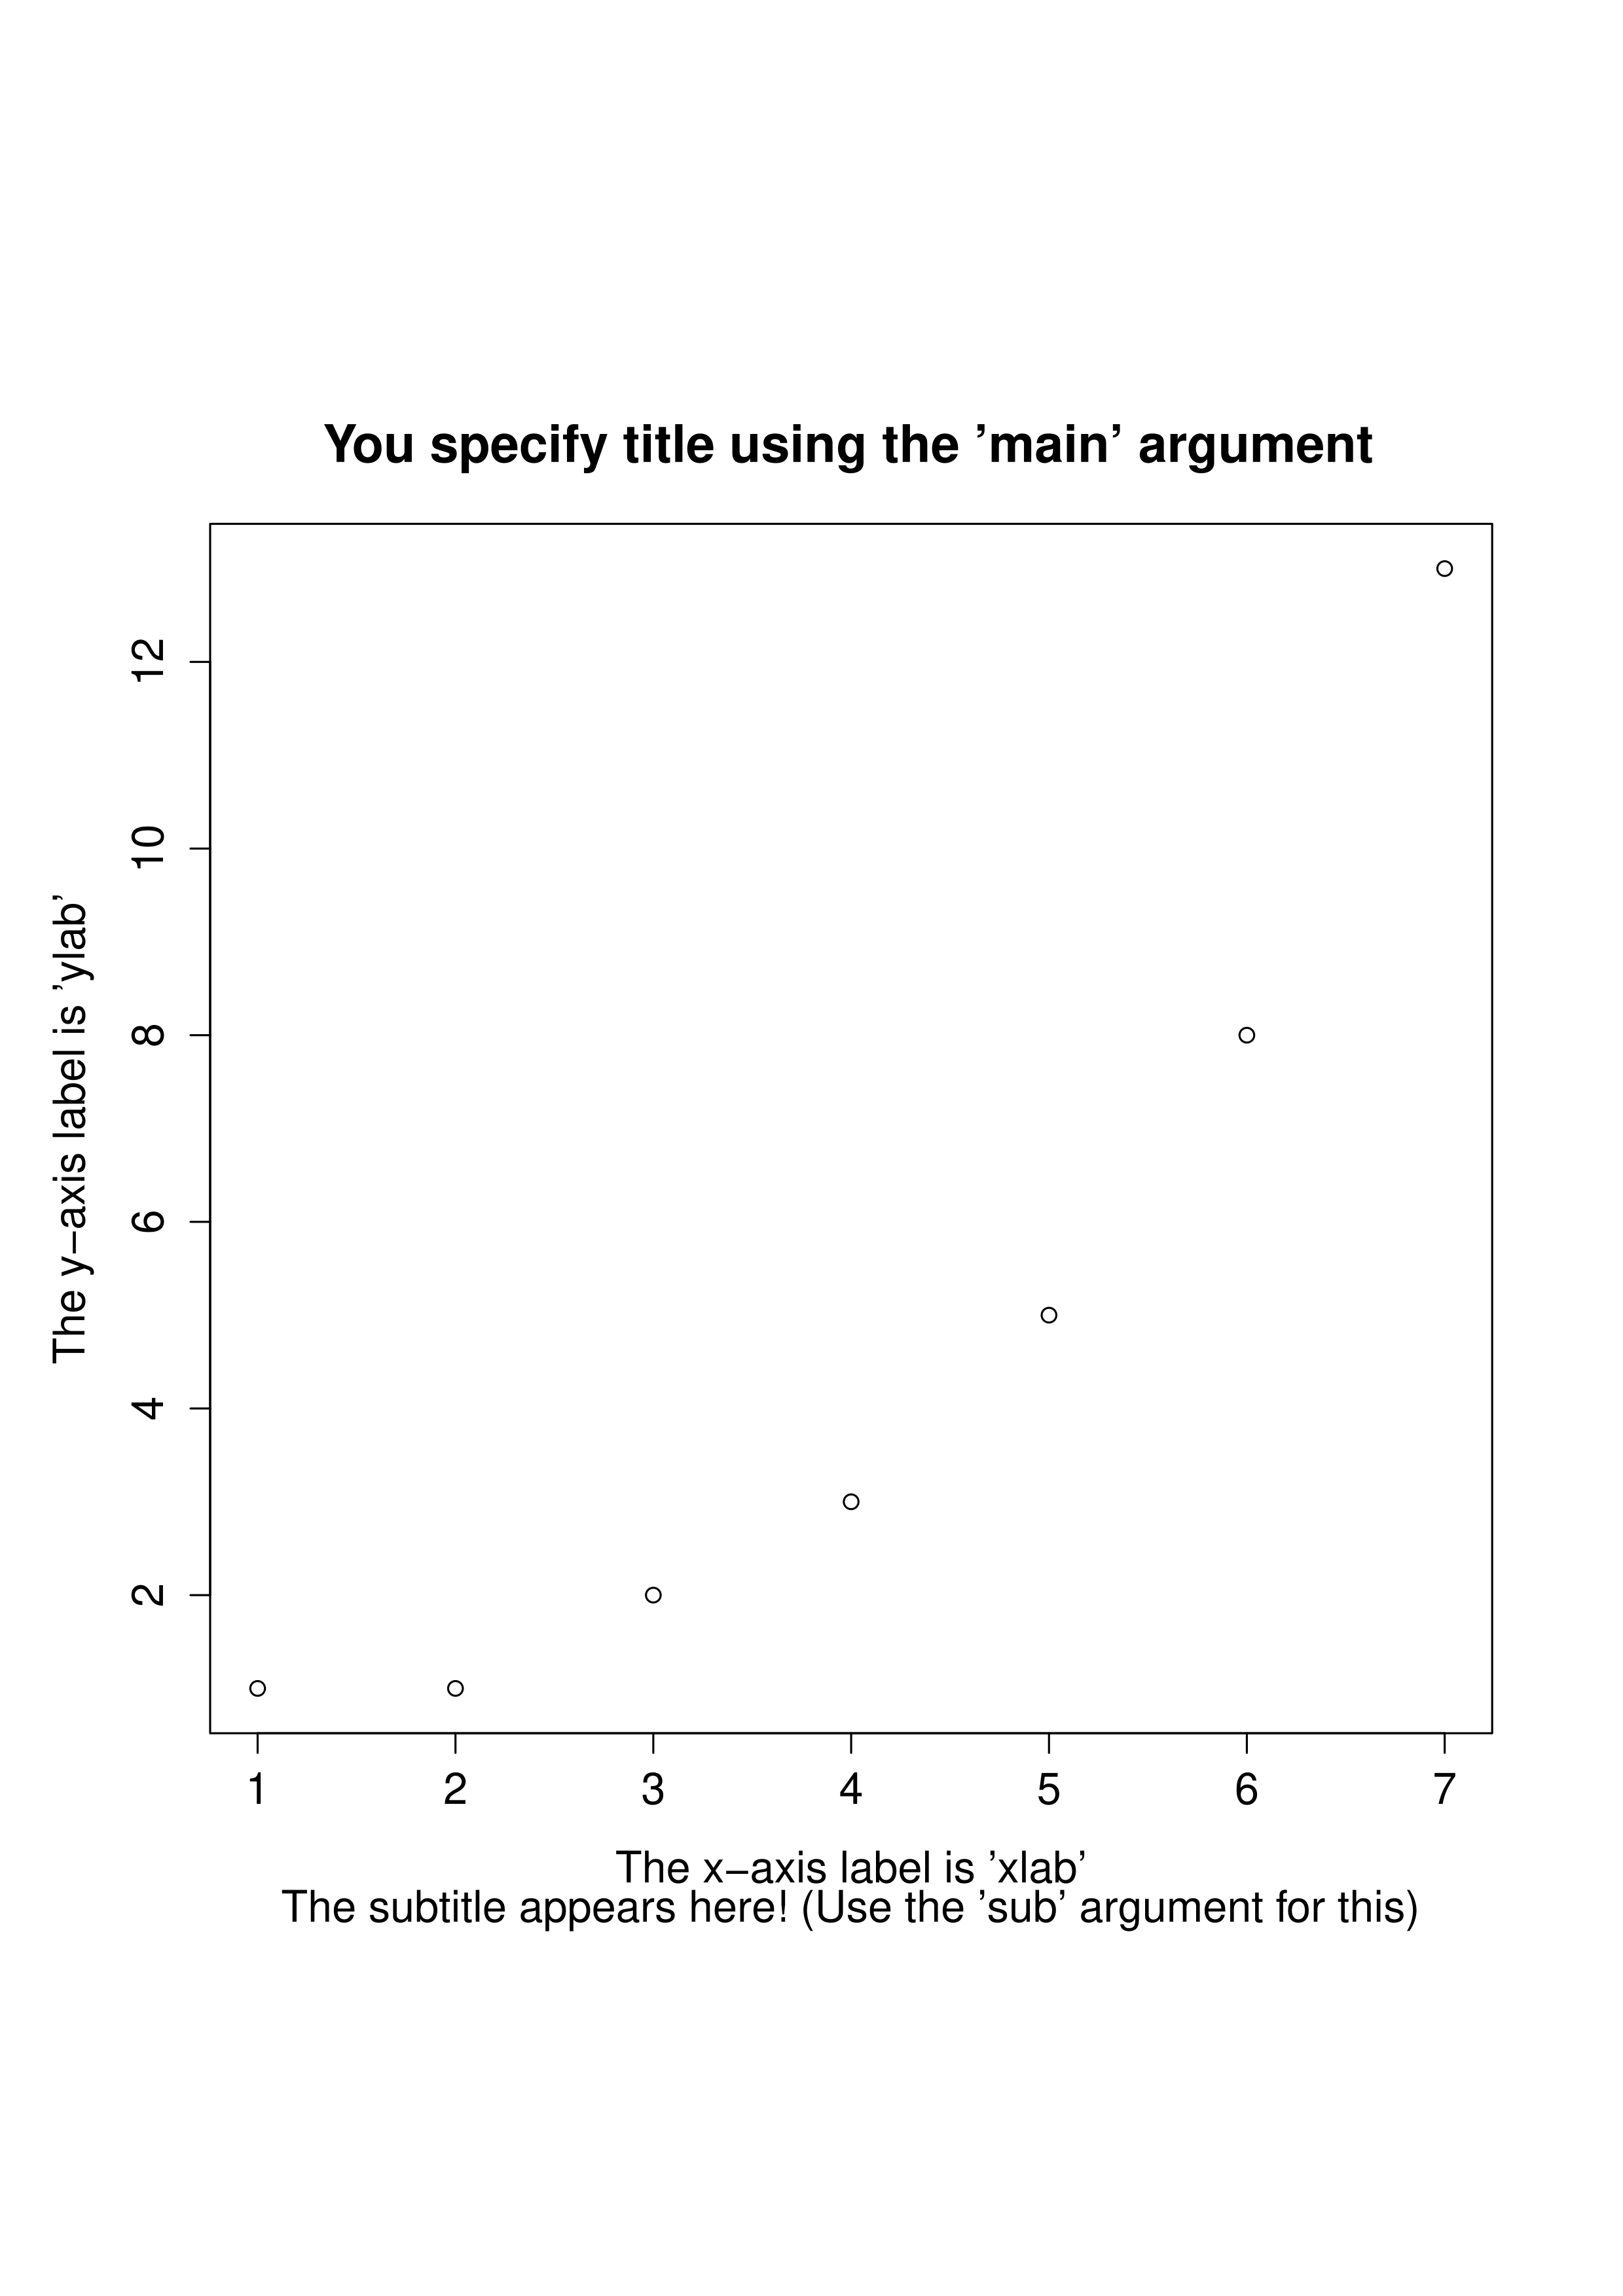 You specify title using the ’main’ argument
12
10
8
6
4
2
The y−axis label is ’ylab’
1 2 3 4 5 6 7
The x−axis label is ’xlab’
The subtitle appears here! (Use the ’sub’ argument for this)